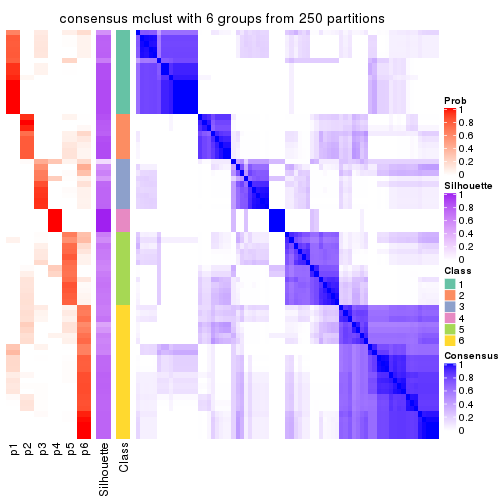 consensus mclust with 6 groups from 250 partitions
Prob
1
0.8
0.6
0.4
0.2
0
Silhouette
1
0.8
0.6
0.4
0.2
0
Class
1
2
3
4
5
6
Consensus
1
0.8
0.6
0.4
0.2
0
p1
p2
p3
p4
p5
p6
Silhouette
Class